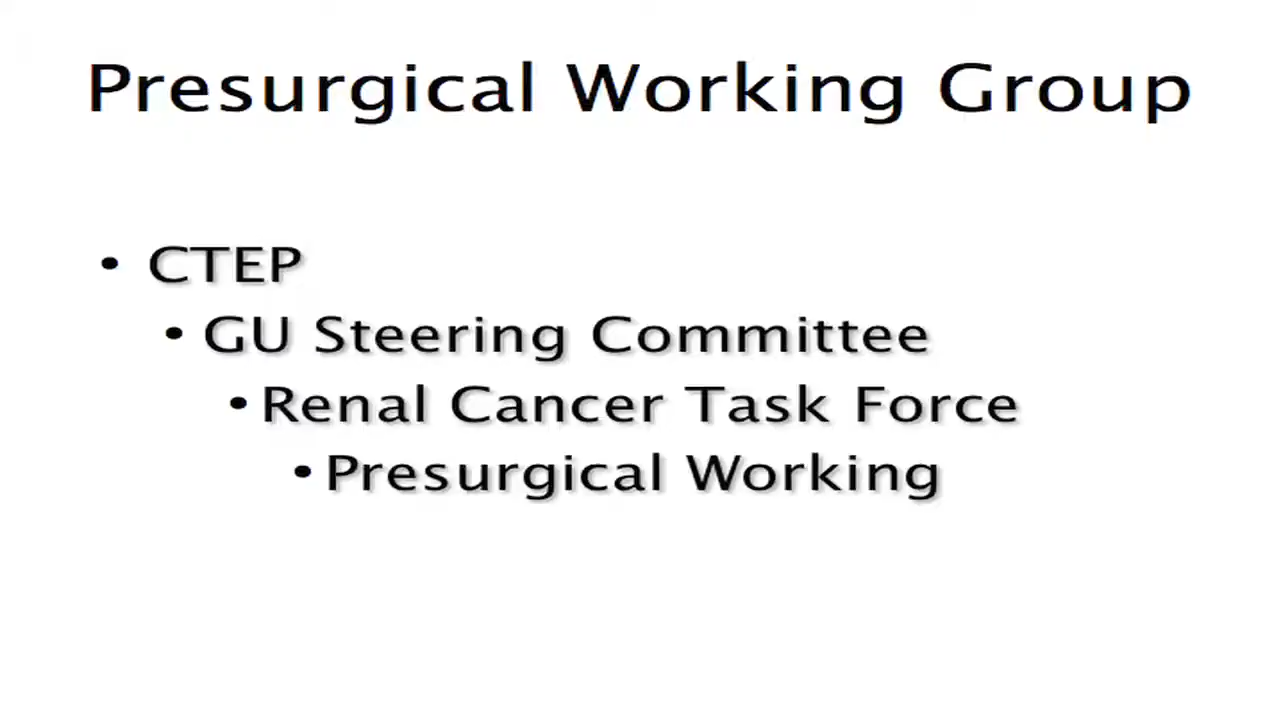 Presurgical Working Group
• CTEP
• GU Steering Committee
• Renal Cancer Task Force
• Presurgical Working